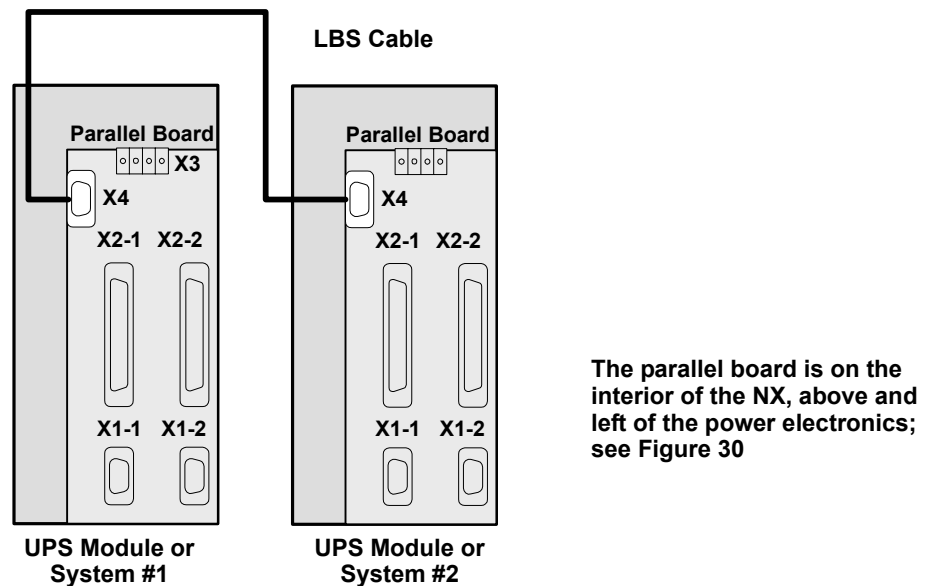 LBS Cable
Parallel Board
X3
X4
X2-1 X2-2
X1-1 X1-2
UPS Module or
System #1
Parallel Board
X4
X2-1 X2-2
X1-1 X1-2
UPS Module or
System #2
The parallel board is on the
interior of the NX, above and
left of the power electronics;
see Figure 30